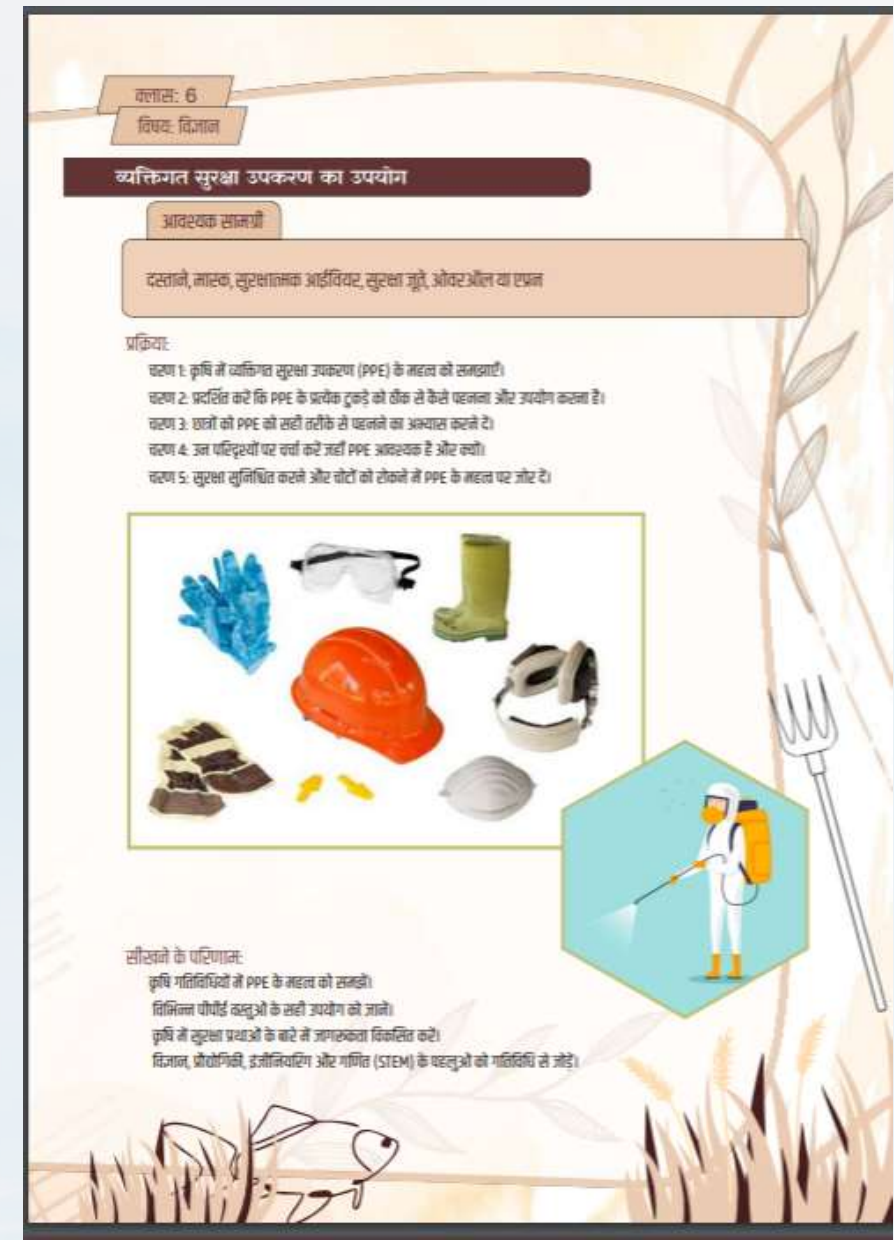 क्लास: 6
विषय: विज्ञान
व्यक्तिगत सुरक्षा उपकरण का उपयोग
आवश्यक सामग्री
दस्ताने, मास्क, सुरक्षात्मक आईवियर, सुरक्षा जूते, ओवरऑल या एप्रन
प्रक्रिया:
चरण 1: कृषि में व्यक्तिगत सुरक्षा उपकरण (PPE) के महत्व को समझाएँ।
चरण 2: प्रदर्शित करें कि PPE के प्रत्येक टुकड़े को ठीक से कैसे पहनना और उपयोग करना है।
चरण 3: छात्रों को PPE को सही तरीके से पहनने का अभ्यास करने दें।
चरण 4: उन परिदृश्यों पर चर्चा करें जहाँ PPE आवश्यक है और क्यों।
चरण 5: सुरक्षा सुनिश्चित करने और चोटों को रोकने में PPE के महत्व पर जोर दें।
सीखने के परिणाम:
कृषि गतिविधियों में PPE के महत्व को समझें।
विभिन्न पीपीई वस्तुओं के सही उपयोग को जानें।
कृषि में सुरक्षा प्रथाओं के बारे में जागरूकता विकसित करें।
विज्ञान, प्रौद्योगिकी, इंजीनियरिंग और गणित (STEM) के पहलुओं को गतिविधि से जोड़ें।